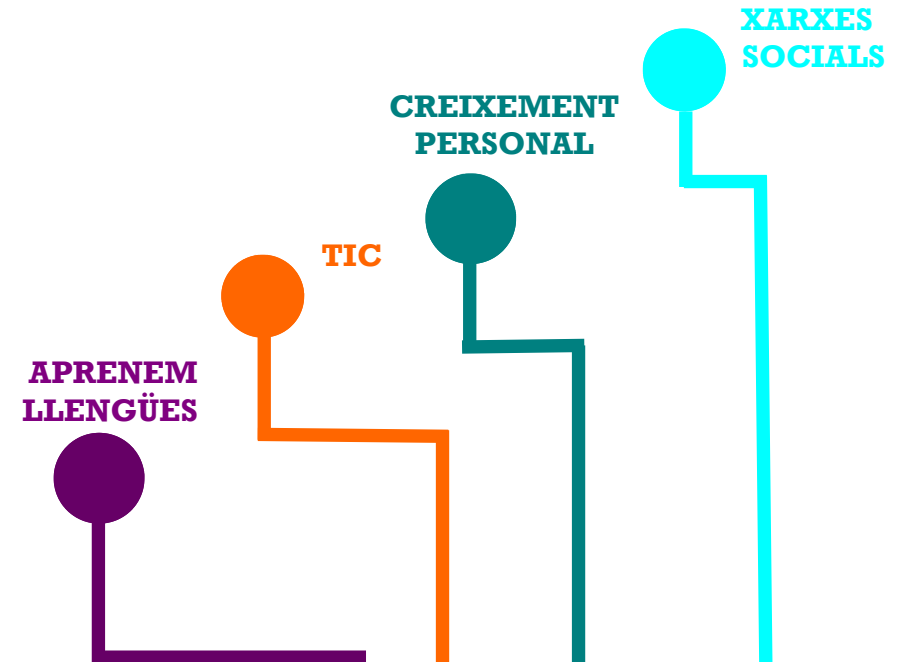 XARXES
SOCIALS
CREIXEMENT
PERSONAL
TIC
APRENEM
LLENGÜES